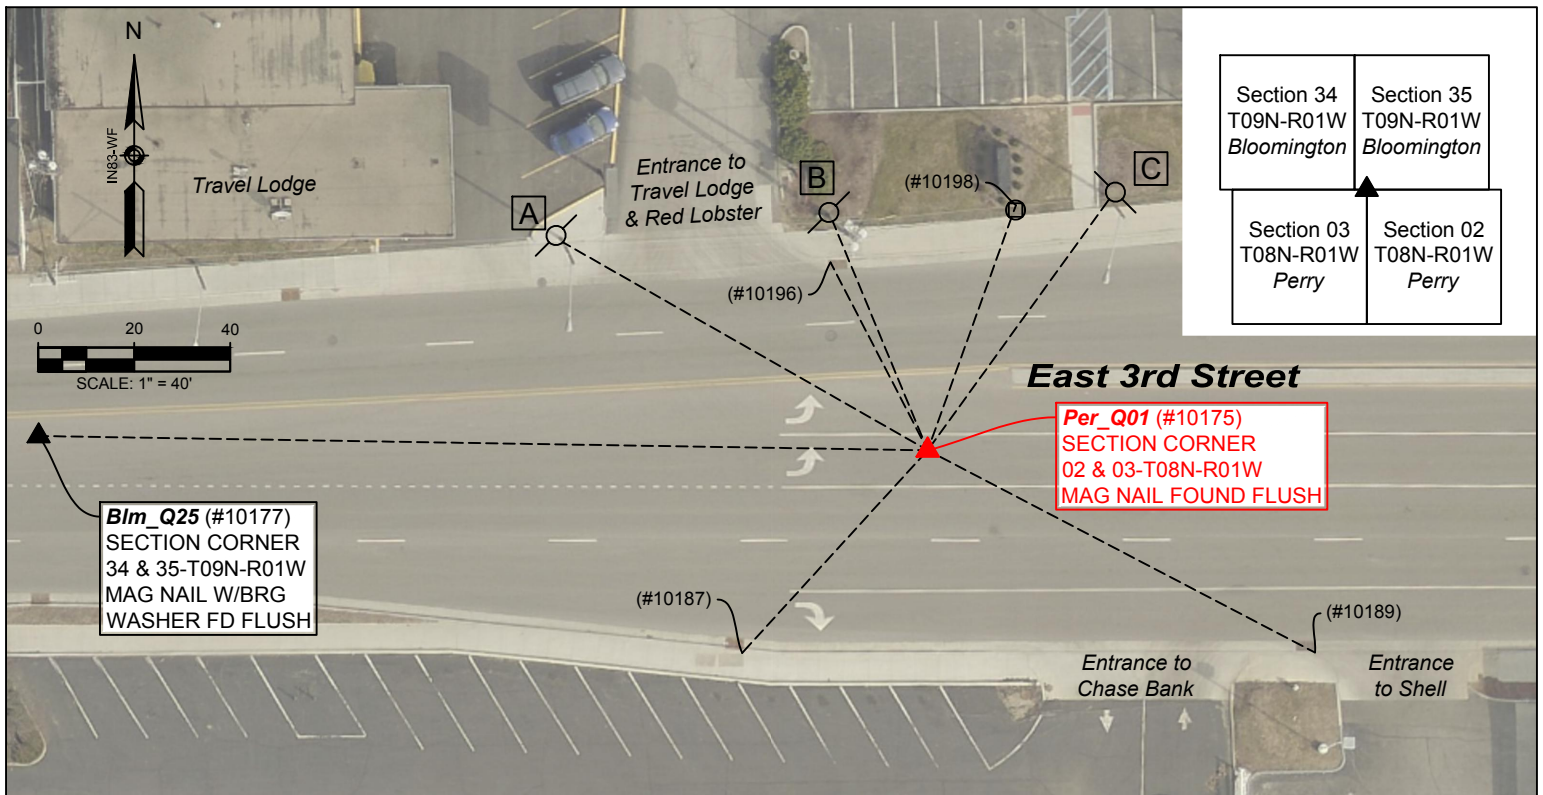 N
IN83-WF
Travel Lodge
0 20 40
SCALE: 1" = 40'
A
Entrance to
Travel Lodge
& Red Lobster
B
(#10198)
C
(#10196)
Section 34
T09N-R01W
Bloomington
Section 35
T09N-R01W
Bloomington
Section 03
T08N-R01W
Perry
Section 02
T08N-R01W
Perry
East 3rd Street
Per_Q01 (#10175)
SECTION CORNER
02 & 03-T08N-R01W
MAG NAIL FOUND FLUSH
Blm_Q25 (#10177)
SECTION CORNER
34 & 35-T09N-R01W
MAG NAIL W/BRG
WASHER FD FLUSH
(#10187)
(#10189)
Entrance to
Chase Bank
Entrance
to Shell